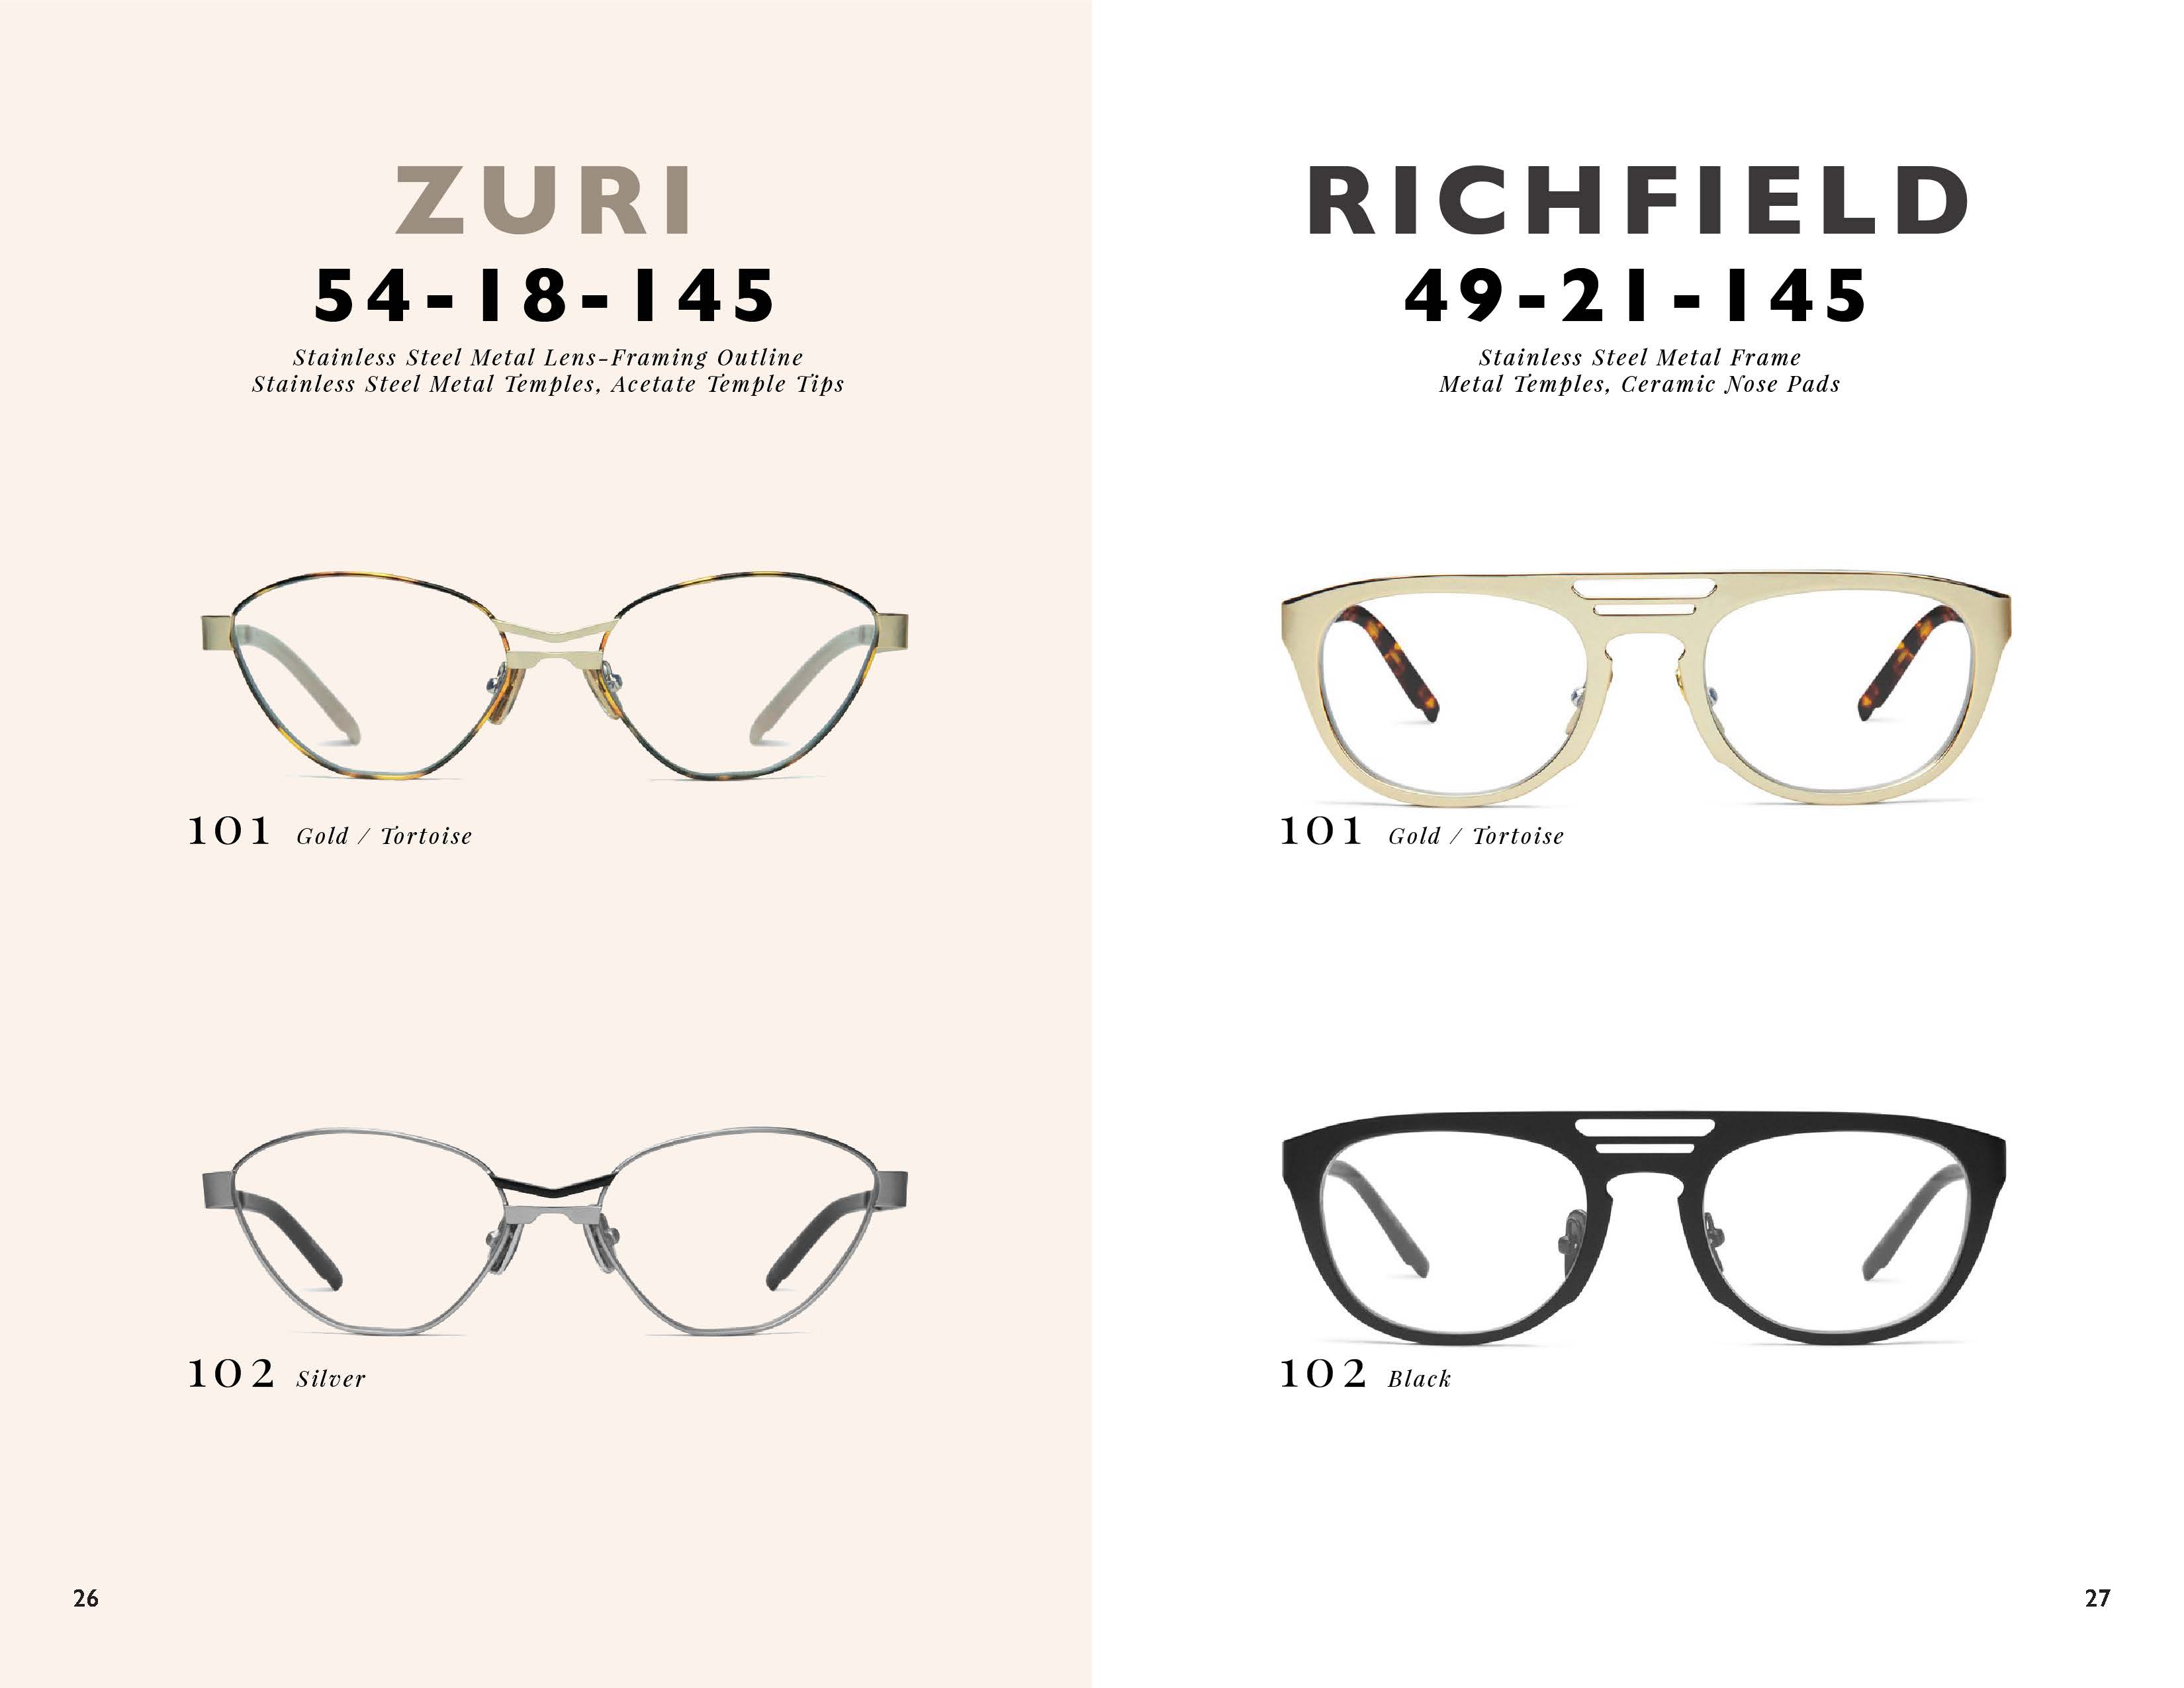 ZURI
54-18-145
Stainless Steel Metal Lens-Framing Outline
Stainless Steel Metal Temples, Acetate Temple Tips
101 Gold / Tortoise
102 Silver
26
RICHFIELD
49-21-145
Stainless Steel Metal Frame
Metal Temples, Ceramic Nose Pads
101 Gold / Tortoise
102 Black
27